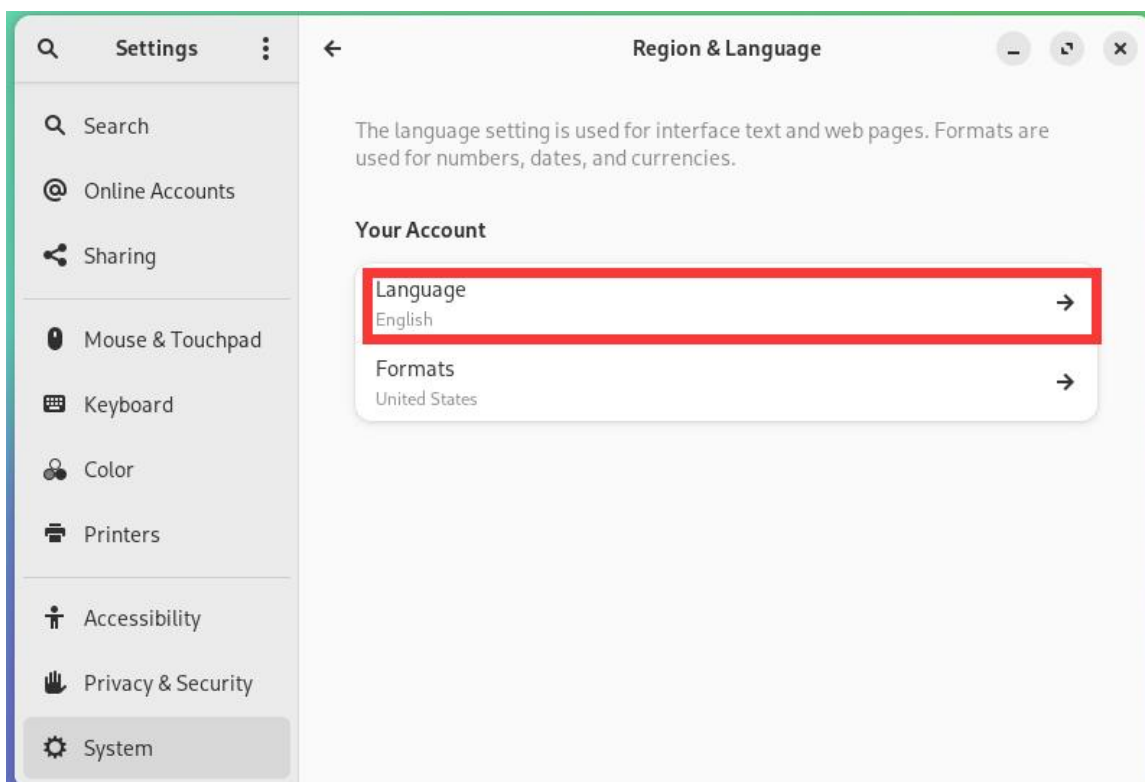 Settings
Region & Language
Search
Online Accounts
Sharing
Mouse & Touchpad
Keyboard
Color
Printers
Accessibility
Privacy & Security
System
The language setting is used for interface text and web pages. Formats are
used for numbers, dates, and currencies.
Your Account
Language
English
Formats
United States